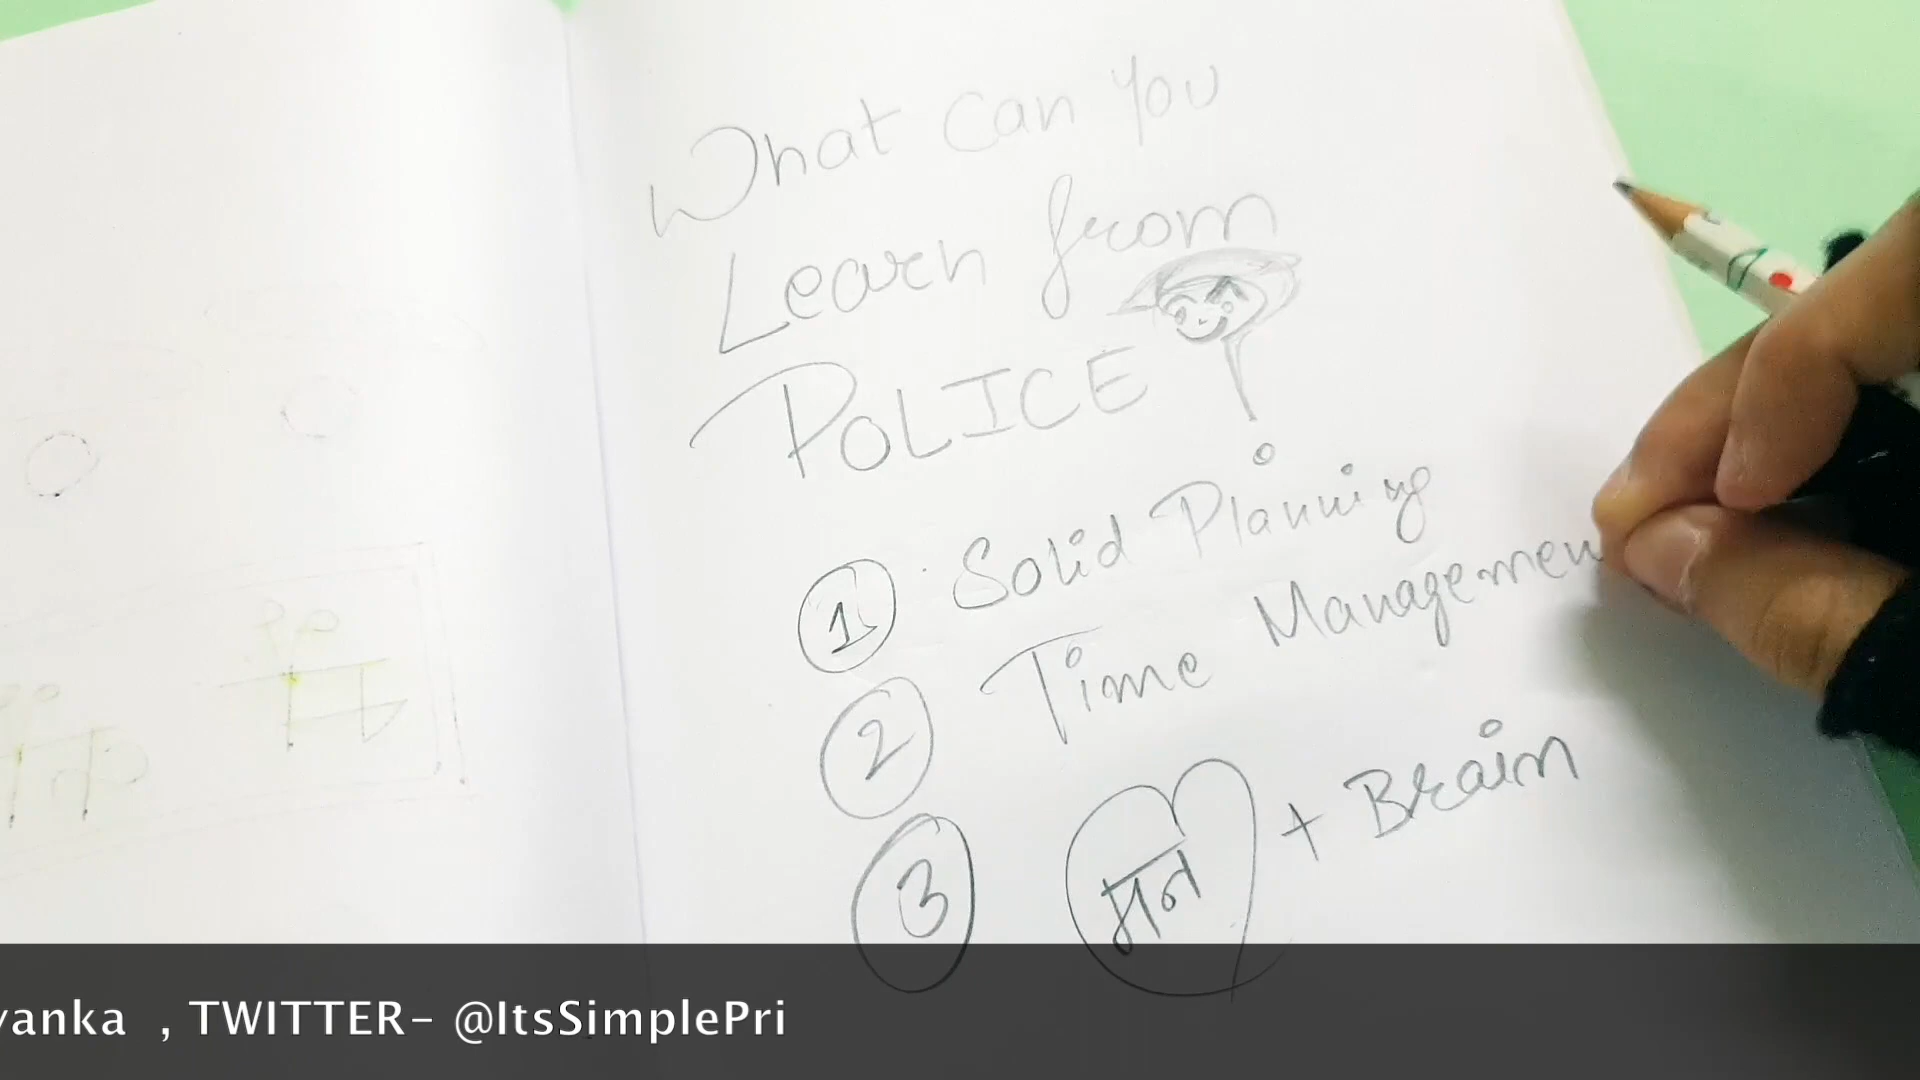 What can you
Learn from
POLICE ?
1 Solid Planning
2 Time Managemen
3 मन + Brain
yanka , TWITTER- @ItsSimplePri